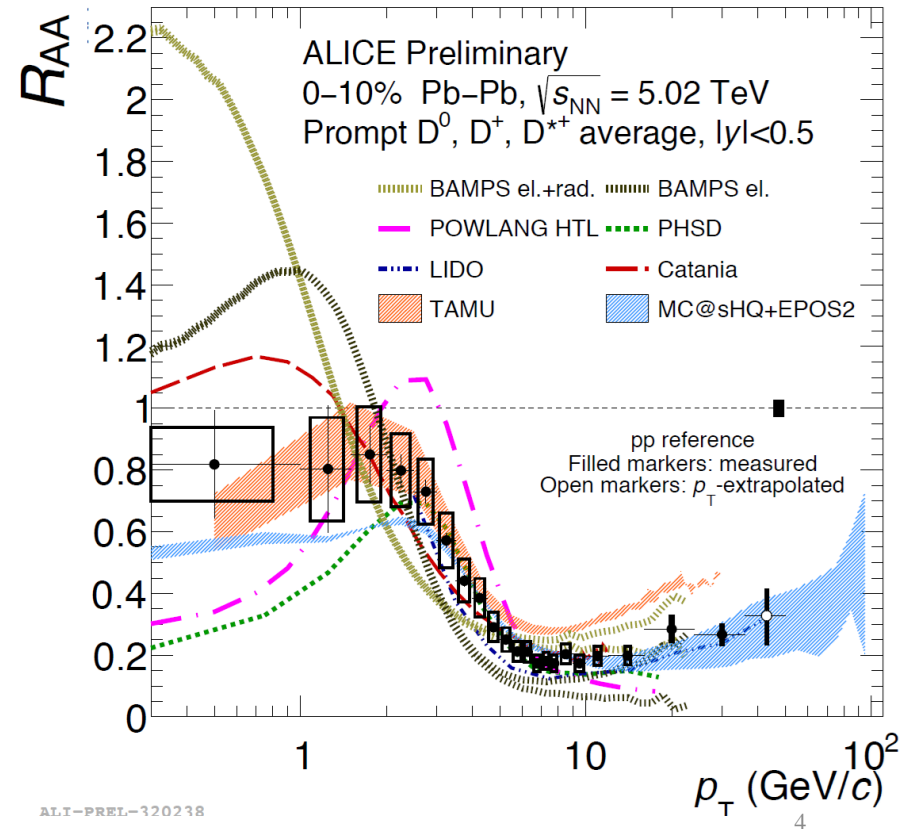 R_AA
2.2
2
1.8
1.6
1.4
1.2
1
0.8
0.6
0.4
0.2
0
ALICE Preliminary
0–10% Pb–Pb, √s_NN = 5.02 TeV
Prompt D⁰, D⁺, D*⁺ average, |y|<0.5
BAMPS el.+rad. BAMPS el.
POWLANG HTL PHSD
LIDO Catania
TAMU MC@sHQ+EPOS2
pp reference
Filled markers: measured
Open markers: p_T-extrapolated
1 10 10²
p_T (GeV/c)
ALI-PREL-320238
4